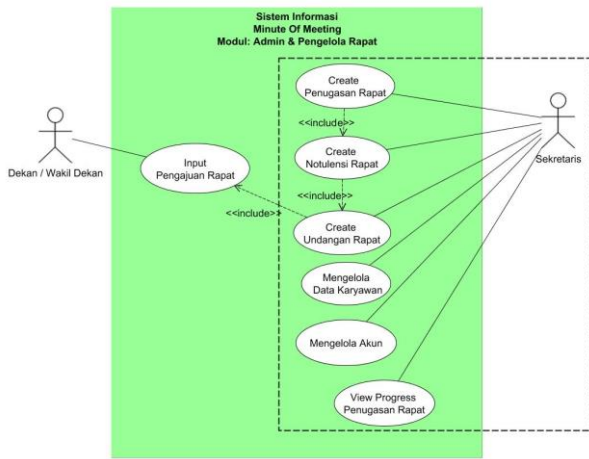 Sistem Informasi
Minute Of Meeting
Modul: Admin & Pengelola Rapat
Create
Penugasan Rapat
<<include>>
Dekan / Wakil Dekan
Input
Pengajuan Rapat
Create
Notulensi Rapat
Sekretaris
<<include>>
<<include>>
Create
Undangan Rapat
Mengelola
Data Karyawan
Mengelola Akun
View Progress
Penugasan Rapat